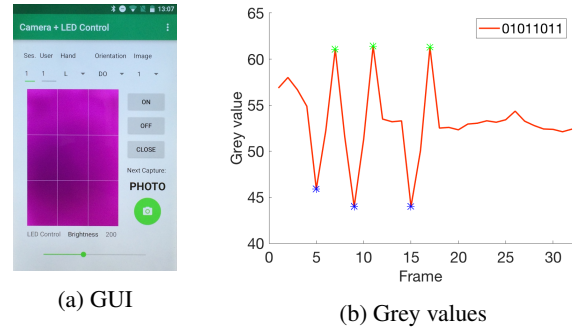 13:07
Camera + LED Control
Ses. User Hand Orientation Image
1 1 L DO 1
ON
OFF
CLOSE
Next Capture:
PHOTO
LED Control Brightness 200
(a) GUI
01011011
65
60
55
50
45
40
Grey value
0 5 10 15 20 25 30
Frame
(b) Grey values